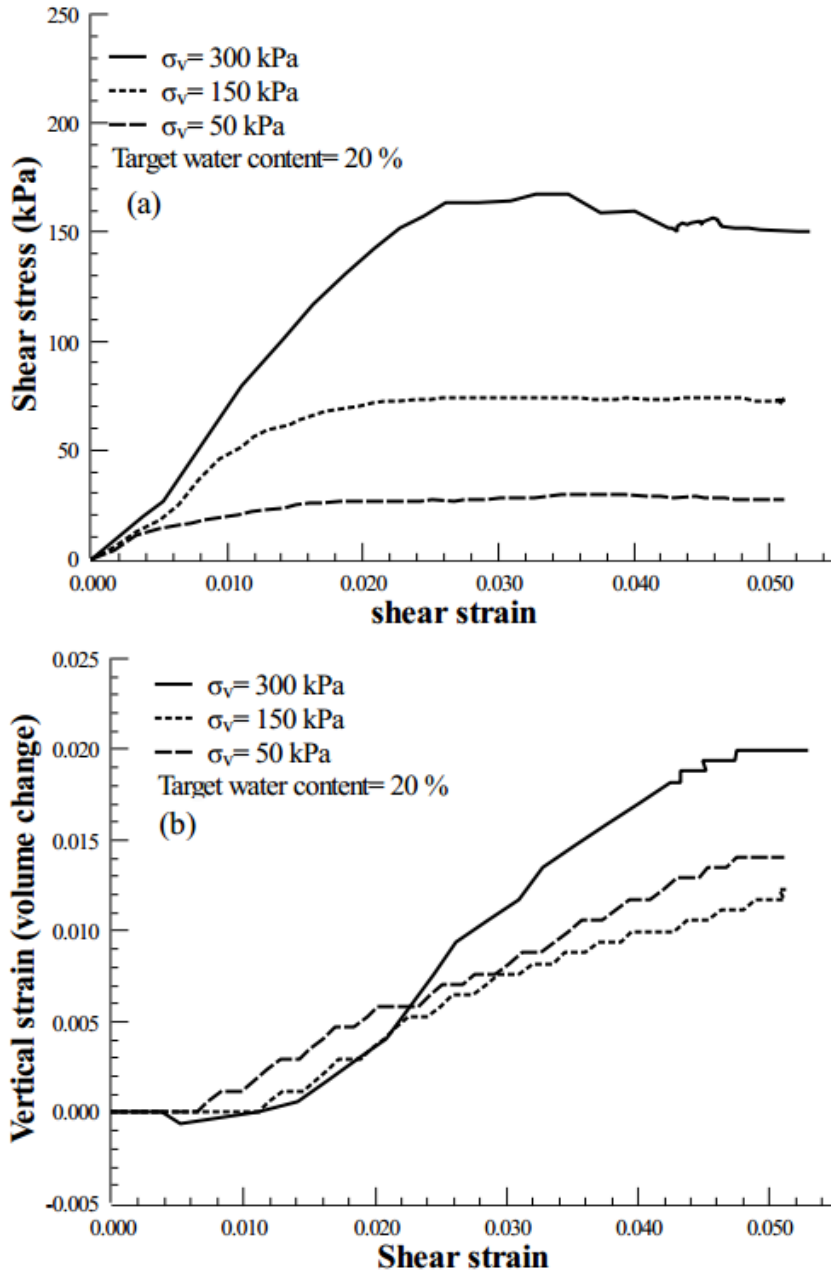 250
200
150
100
50
0
Shear stress (kPa)
σv= 300 kPa
σv= 150 kPa
σv= 50 kPa
Target water content= 20 %
(a)
0.000 0.010 0.020 0.030 0.040 0.050
shear strain
0.025
0.020
0.015
0.010
0.005
0.000
-0.005
Vertical strain (volume change)
σv= 300 kPa
σv= 150 kPa
σv= 50 kPa
Target water content= 20 %
(b)
0.000 0.010 0.020 0.030 0.040 0.050
Shear strain